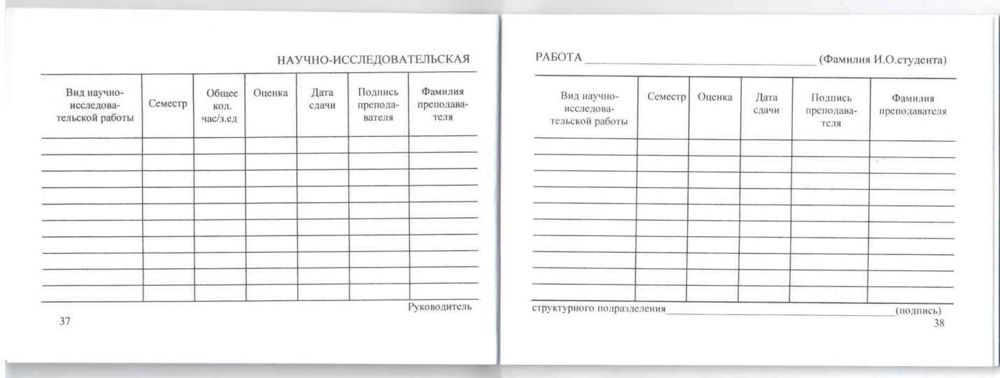 НАУЧНО-ИССЛЕДОВАТЕЛЬСКАЯ
Вид научно-
исследова-
тельской работы
Семестр
Общее
кол.
час/з.ед
Оценка
Дата
сдачи
Подпись
препода-
вателя
Фамилия
преподава-
теля
Руководитель
37
РАБОТА (Фамилия И.О.студента)
Вид научно-
исследова-
тельской работы
Семестр
Оценка
Дата
сдачи
Подпись
преподава-
теля
Фамилия
преподавателя
структурного подразделения (подпись)
38